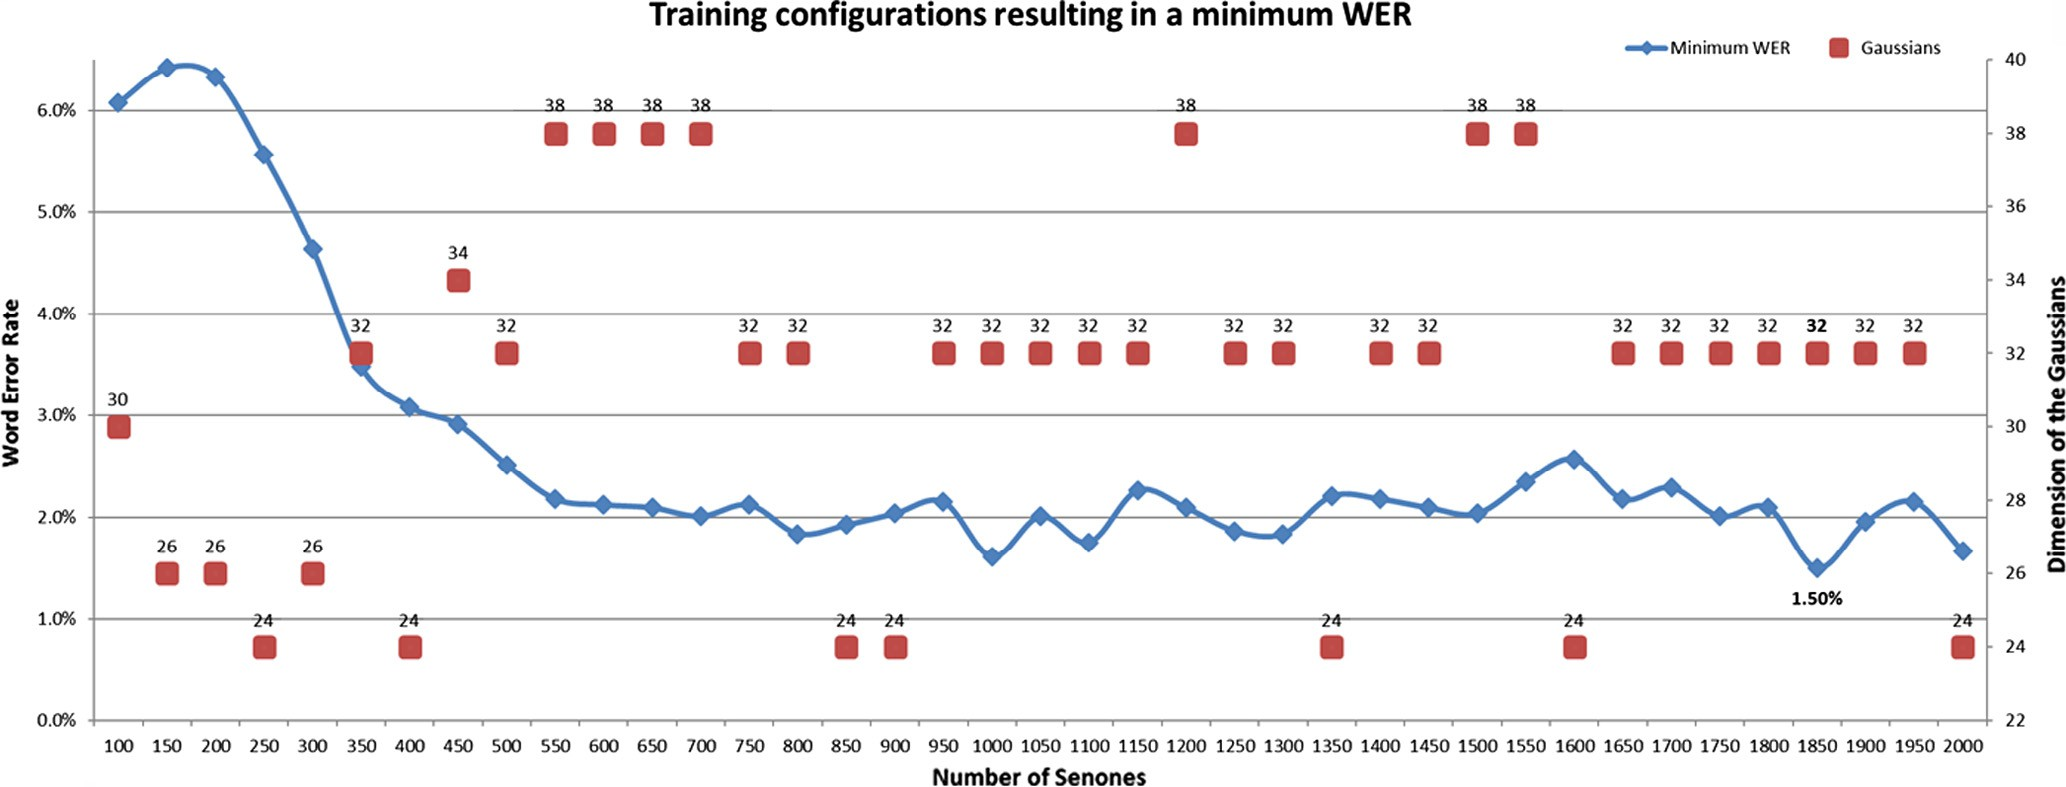 Training configurations resulting in a minimum WER
Minimum WER
Gaussians
6.0%
5.0%
4.0%
3.0%
2.0%
1.0%
0.0%
Word Error Rate
40
38
36
34
32
30
28
26
24
22
Dimension of the Gaussians
38 38 38 38 38 38 38
34
32 32 32 32 32 32 32 32 32 32 32 32 32 32 32 32 32 32 32 32
30
26 26 26
1.50%
24 24 24 24 24 24 24
100 150 200 250 300 350 400 450 500 550 600 650 700 750 800 850 900 950 1000 1050 1100 1150 1200 1250 1300 1350 1400 1450 1500 1550 1600 1650 1700 1750 1800 1850 1900 1950 2000
Number of Senones